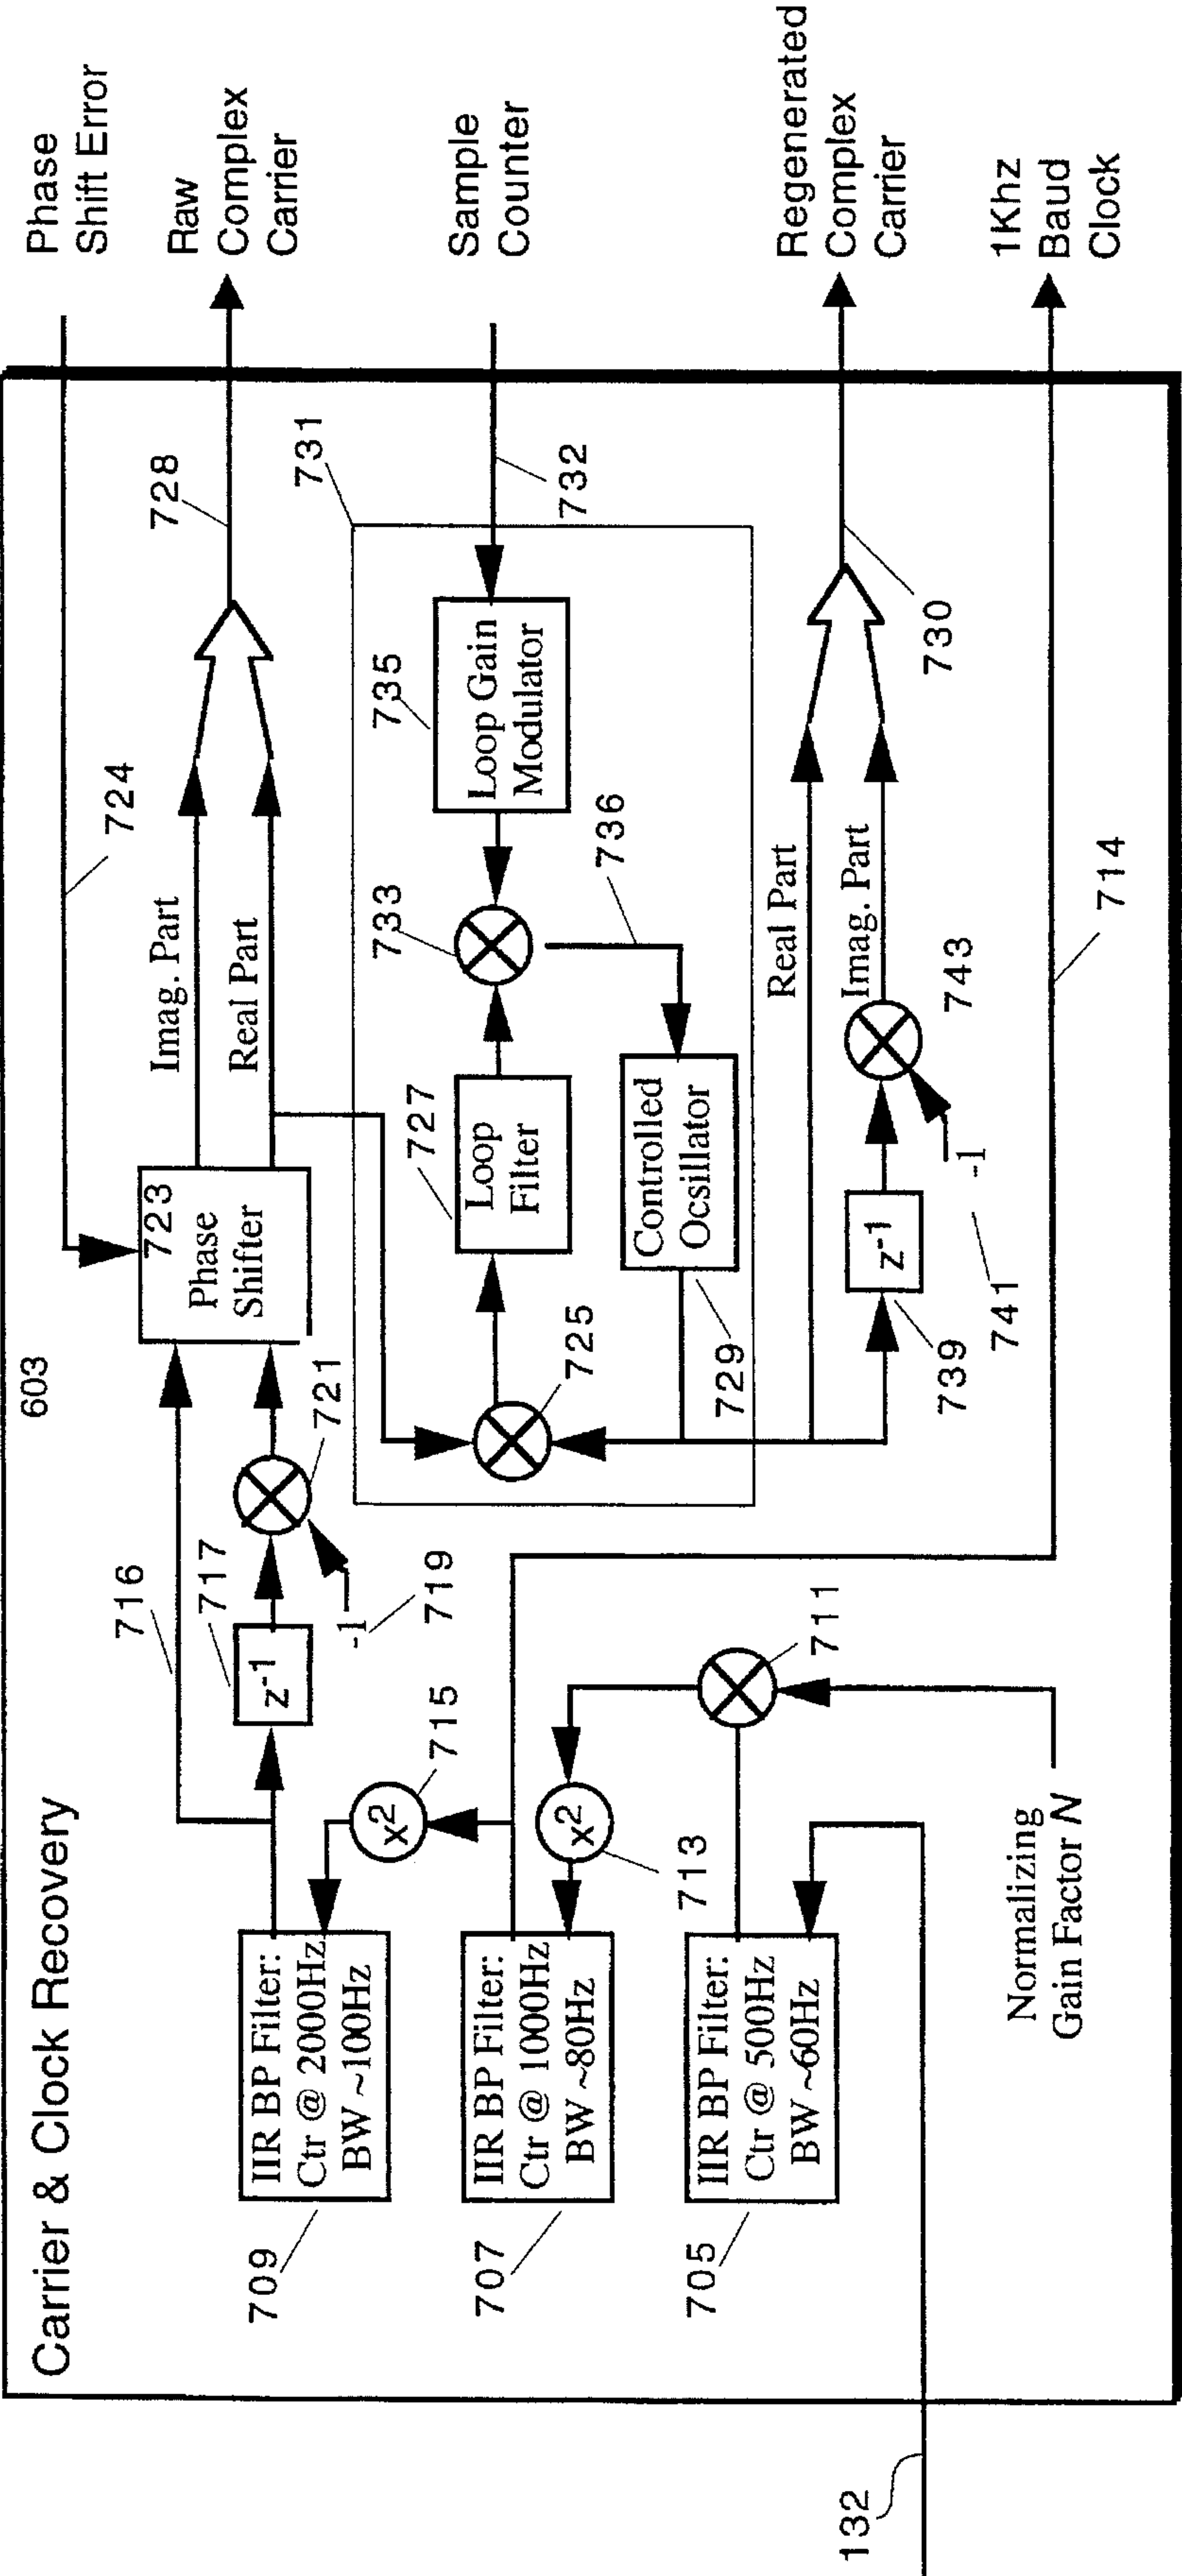 Carrier & Clock Recovery
603
Phase
Shift Error
Raw
Complex
Carrier
Sample
Counter
Regenerated
Complex
Carrier
1Khz
Baud
Clock
724
728
Imag. Part
Real Part
723
Phase
Shifter
716
717
z-1
721
-1
719
709
IIR BP Filter:
Ctr @ 2000Hz
BW ~100Hz
x2
715
707
IIR BP Filter:
Ctr @ 1000Hz
BW ~80Hz
x2
713
705
IIR BP Filter:
Ctr @ 500Hz
BW ~60Hz
711
Normalizing
Gain Factor N
132
731
732
735
Loop Gain
Modulator
733
727
Loop
Filter
725
736
Controlled
Ocsillator
729
Real Part
Imag. Part
730
743
z-1
739
-1
741
714